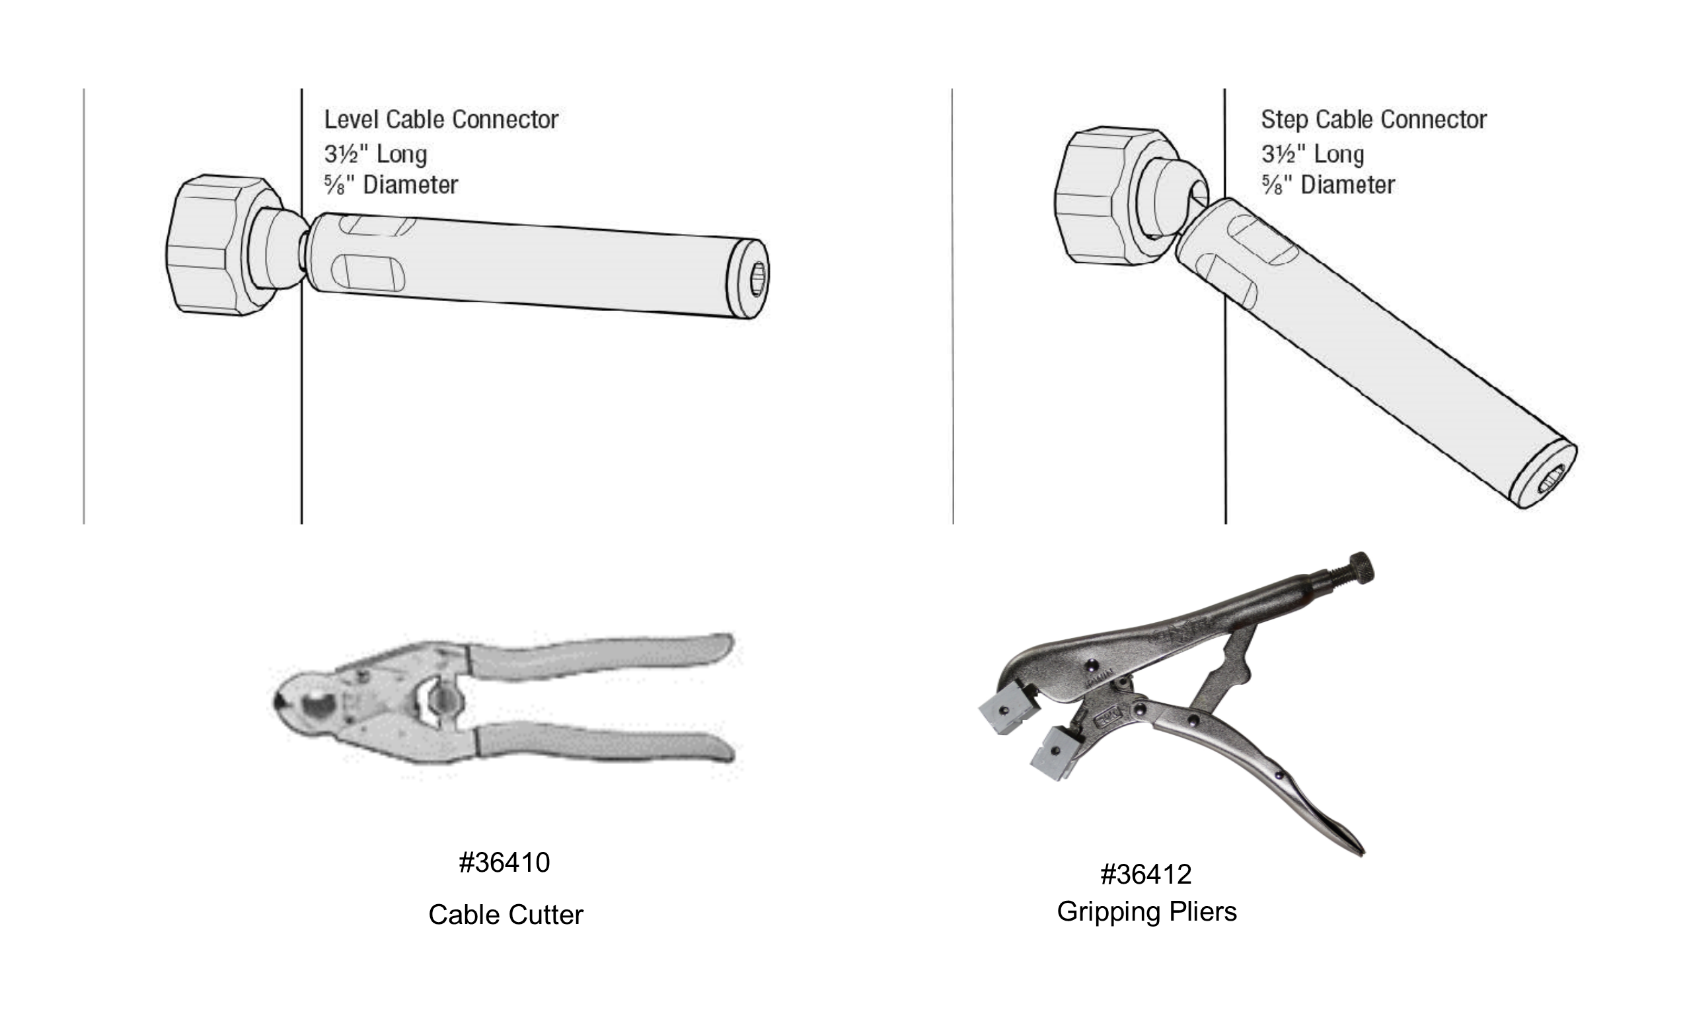 Level Cable Connector
3½" Long
⅝" Diameter
Step Cable Connector
3½" Long
⅝" Diameter
#36410
Cable Cutter
#36412
Gripping Pliers